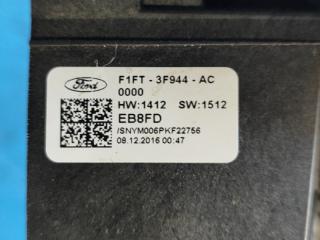 Ford
F1FT - 3F944 - AC
0000
HW:1412 SW:1512
EB8FD
/SNYM006PKF22756
08.12.2016 00:47